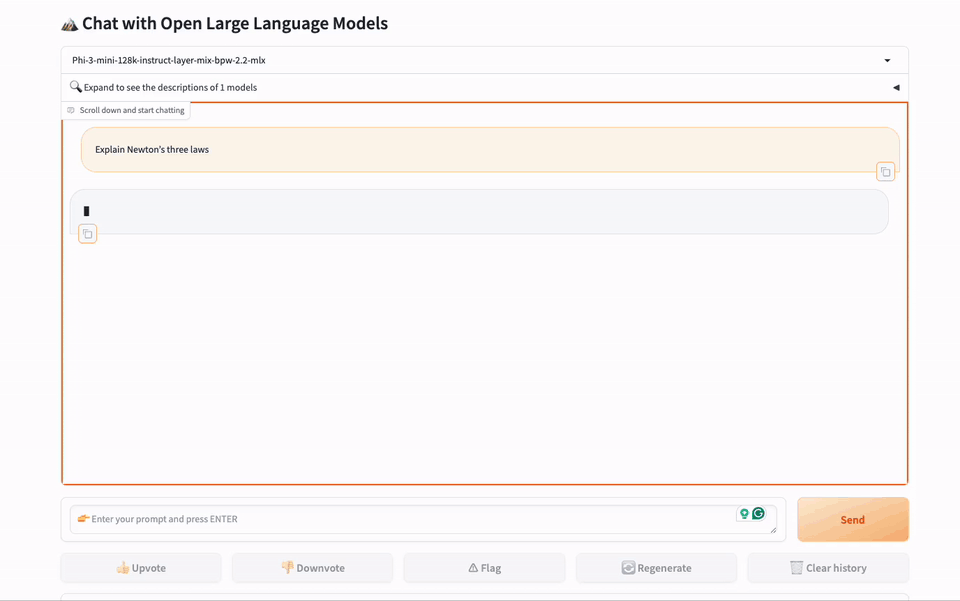 Chat with Open Large Language Models
Phi-3-mini-128k-instruct-layer-mix-bpw-2.2-mlx
Expand to see the descriptions of 1 models
Scroll down and start chatting
Explain Newton's three laws
Enter your prompt and press ENTER
Send
Upvote
Downvote
Flag
Regenerate
Clear history